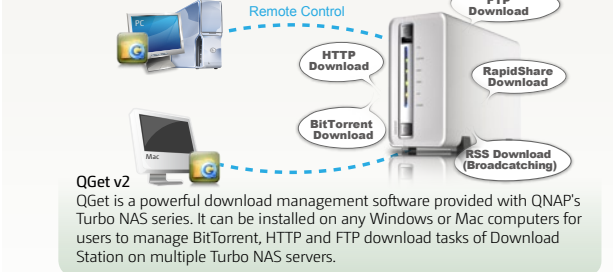 FTP
Download
Remote Control
PC
HTTP
Download
RapidShare
Download
BitTorrent
Download
Mac
RSS Download
(Broadcatching)
QGet v2
QGet is a powerful download management software provided with QNAP's
Turbo NAS series. It can be installed on any Windows or Mac computers for
users to manage BitTorrent, HTTP and FTP download tasks of Download
Station on multiple Turbo NAS servers.